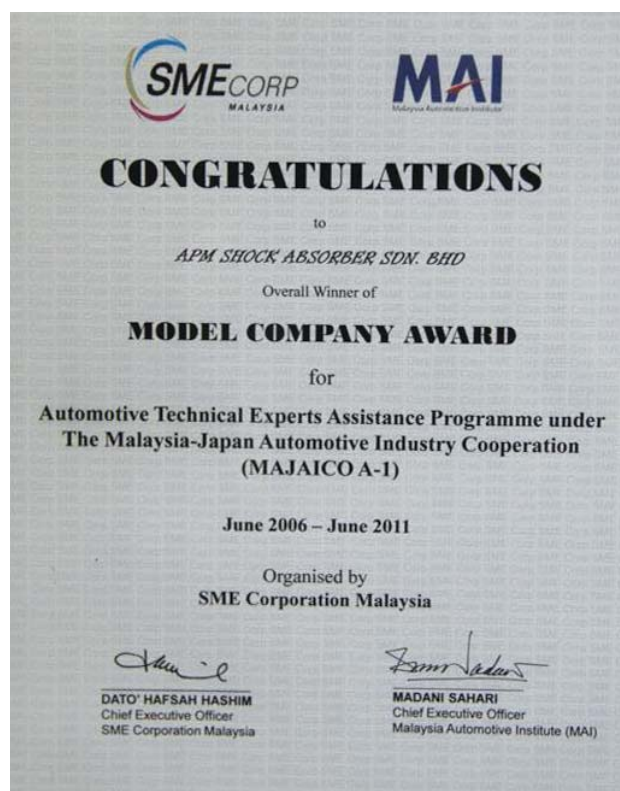 SMECORP
MALAYSIA
MAI
Malaysia Automotive Institute
CONGRATULATIONS
to
APM SHOCK ABSORBER SDN. BHD
Overall Winner of
MODEL COMPANY AWARD
for
Automotive Technical Experts Assistance Programme under
The Malaysia-Japan Automotive Industry Cooperation
(MAJAICO A-1)
June 2006 – June 2011
Organised by
SME Corporation Malaysia
DATO' HAFSAH HASHIM
Chief Executive Officer
SME Corporation Malaysia
MADANI SAHARI
Chief Executive Officer
Malaysia Automotive Institute (MAI)